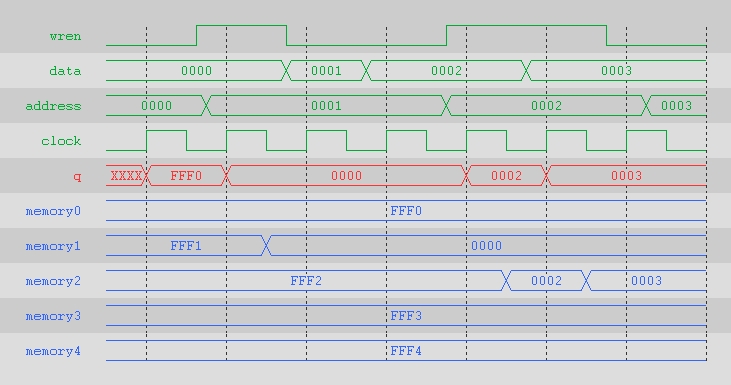 wren
data 0000 0001 0002 0003
address 0000 0001 0002 0003
clock
q XXXX FFF0 0000 0002 0003
memory0 FFF0
memory1 FFF1 0000
memory2 FFF2 0002 0003
memory3 FFF3
memory4 FFF4